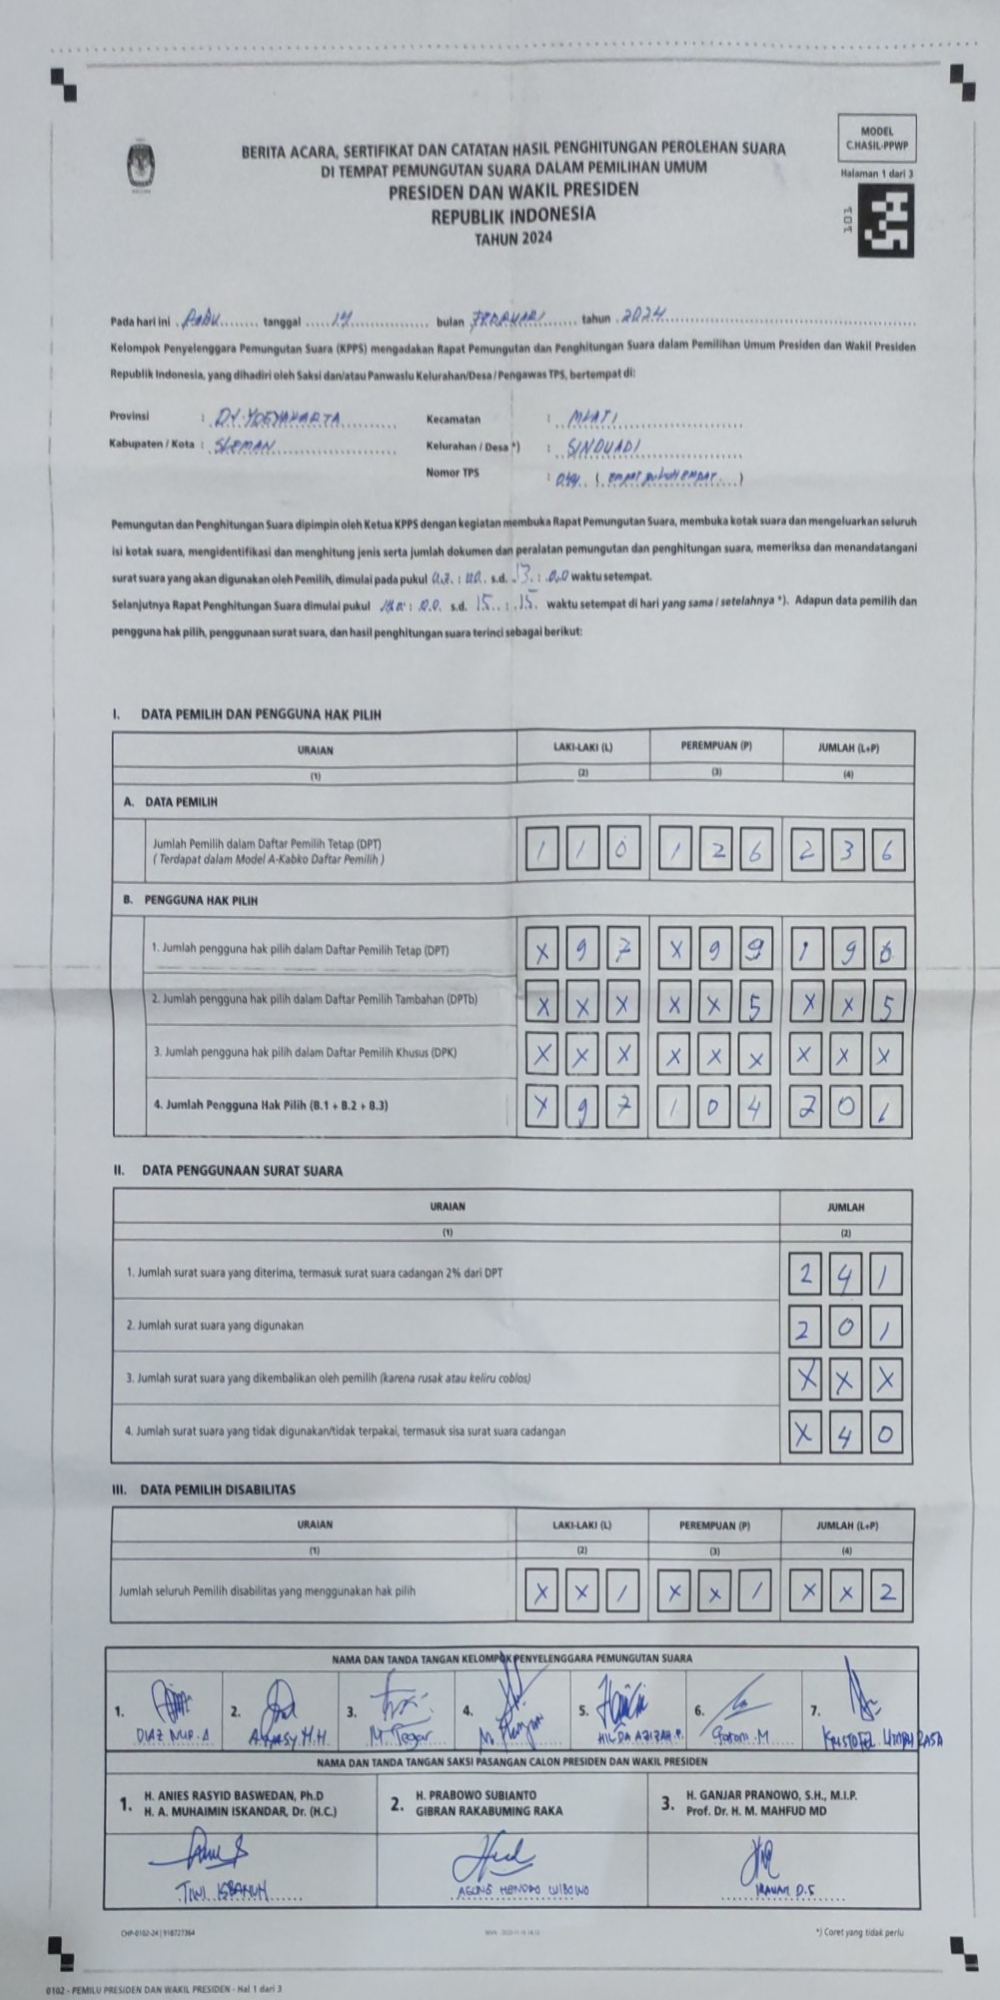 MODEL
C.HASIL-PPWP
Halaman 1 dari 3
101
BERITA ACARA, SERTIFIKAT DAN CATATAN HASIL PENGHITUNGAN PEROLEHAN SUARA
DI TEMPAT PEMUNGUTAN SUARA DALAM PEMILIHAN UMUM
PRESIDEN DAN WAKIL PRESIDEN
REPUBLIK INDONESIA
TAHUN 2024
Pada hari ini RABU tanggal 14 bulan FEBRUARI tahun 2024
Kelompok Penyelenggara Pemungutan Suara (KPPS) mengadakan Rapat Pemungutan dan Penghitungan Suara dalam Pemilihan Umum Presiden dan Wakil Presiden
Republik Indonesia, yang dihadiri oleh Saksi dan/atau Panwaslu Kelurahan/Desa / Pengawas TPS, bertempat di:
Provinsi : DI. YOGYAKARTA Kecamatan : MLATI
Kabupaten / Kota : SLEMAN Kelurahan / Desa *) : SINDUADI
Nomor TPS : 044 (EMPAT PULUH EMPAT)
Pemungutan dan Penghitungan Suara dipimpin oleh Ketua KPPS dengan kegiatan membuka Rapat Pemungutan Suara, membuka kotak suara dan mengeluarkan seluruh
isi kotak suara, mengidentifikasi dan menghitung jenis serta jumlah dokumen dan peralatan pemungutan dan penghitungan suara, memeriksa dan menandatangani
surat suara yang akan digunakan oleh Pemilih, dimulai pada pukul 07 : 00 s.d. 13 : 00 waktu setempat.
Selanjutnya Rapat Penghitungan Suara dimulai pukul : 00 s.d. 15 : 15 waktu setempat di hari yang sama / setelahnya *). Adapun data pemilih dan
pengguna hak pilih, penggunaan surat suara, dan hasil penghitungan suara terinci sebagai berikut:
I. DATA PEMILIH DAN PENGGUNA HAK PILIH
URAIAN LAKI-LAKI (L) PEREMPUAN (P) JUMLAH (L+P)
(1) (2) (3) (4)
A. DATA PEMILIH
Jumlah Pemilih dalam Daftar Pemilih Tetap (DPT)
( Terdapat dalam Model A-Kabko Daftar Pemilih ) 1 1 0 1 2 6 2 3 6
B. PENGGUNA HAK PILIH
1. Jumlah pengguna hak pilih dalam Daftar Pemilih Tetap (DPT) X 9 7 X 9 9 1 9 6
2. Jumlah pengguna hak pilih dalam Daftar Pemilih Tambahan (DPTb) X X X X X 5 X X 5
3. Jumlah pengguna hak pilih dalam Daftar Pemilih Khusus (DPK) X X X X X X X X X
4. Jumlah Pengguna Hak Pilih (B.1 + B.2 + B.3) X 9 7 1 0 4 2 0 1
II. DATA PENGGUNAAN SURAT SUARA
URAIAN JUMLAH
(1) (2)
1. Jumlah surat suara yang diterima, termasuk surat suara cadangan 2% dari DPT 2 4 1
2. Jumlah surat suara yang digunakan 2 0 1
3. Jumlah surat suara yang dikembalikan oleh pemilih (karena rusak atau keliru coblos) X X X
4. Jumlah surat suara yang tidak digunakan/tidak terpakai, termasuk sisa surat suara cadangan X 4 0
III. DATA PEMILIH DISABILITAS
URAIAN LAKI-LAKI (L) PEREMPUAN (P) JUMLAH (L+P)
(1) (2) (3) (4)
Jumlah seluruh Pemilih disabilitas yang menggunakan hak pilih X X 1 X X 1 X X 2
NAMA DAN TANDA TANGAN KELOMPOK PENYELENGGARA PEMUNGUTAN SUARA
1. 2. 3. 4. 5. 6. 7.
DIAZ NUR. A M.H M. Tegar M. HILDA AZIZAH. M
NAMA DAN TANDA TANGAN SAKSI PASANGAN CALON PRESIDEN DAN WAKIL PRESIDEN
1. H. ANIES RASYID BASWEDAN, Ph.D
H. A. MUHAIMIN ISKANDAR, Dr. (H.C.)
2. H. PRABOWO SUBIANTO
GIBRAN RAKABUMING RAKA
3. H. GANJAR PRANOWO, S.H., M.I.P.
Prof. Dr. H. M. MAHFUD MD
AGUNG HENDRO WIBOWO D.S
CHP-0102-24 | 918727364
*) Coret yang tidak perlu
0102 - PEMILU PRESIDEN DAN WAKIL PRESIDEN - Hal 1 dari 3